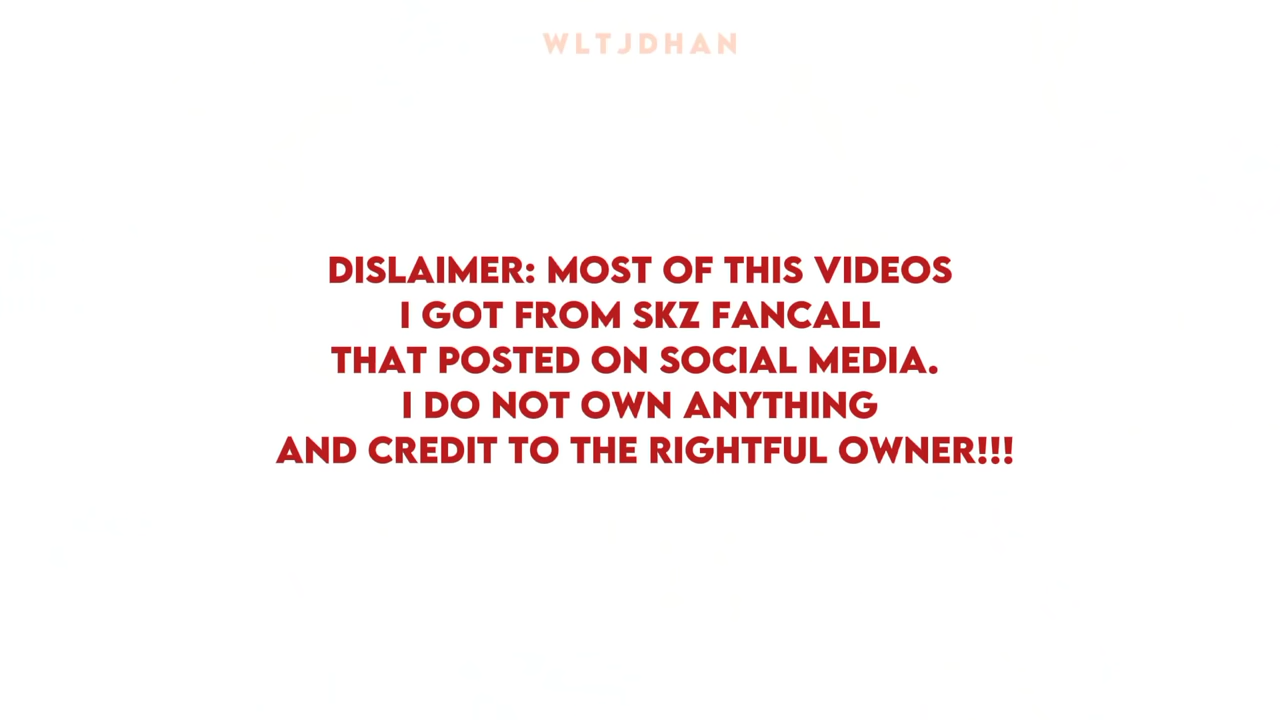 WLTJDHAN
DISLAIMER: MOST OF THIS VIDEOS
I GOT FROM SKZ FANCALL
THAT POSTED ON SOCIAL MEDIA.
I DO NOT OWN ANYTHING
AND CREDIT TO THE RIGHTFUL OWNER!!!